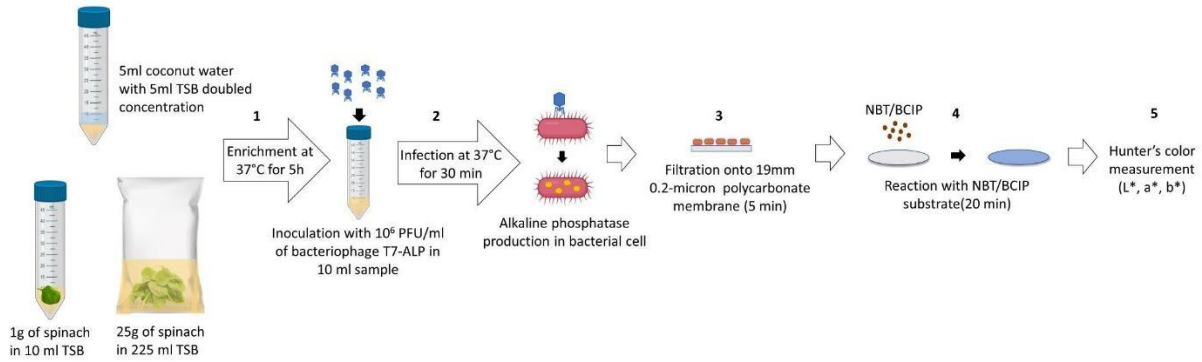 5ml coconut water
with 5ml TSB doubled
concentration
1g of spinach
in 10 ml TSB
25g of spinach
in 225 ml TSB
1
Enrichment at
37°C for 5h
Inoculation with 10⁶ PFU/ml
of bacteriophage T7-ALP in
10 ml sample
2
Infection at 37°C
for 30 min
Alkaline phosphatase
production in bacterial cell
3
Filtration onto 19mm
0.2-micron polycarbonate
membrane (5 min)
NBT/BCIP
4
Reaction with NBT/BCIP
substrate(20 min)
5
Hunter's color
measurement
(L*, a*, b*)